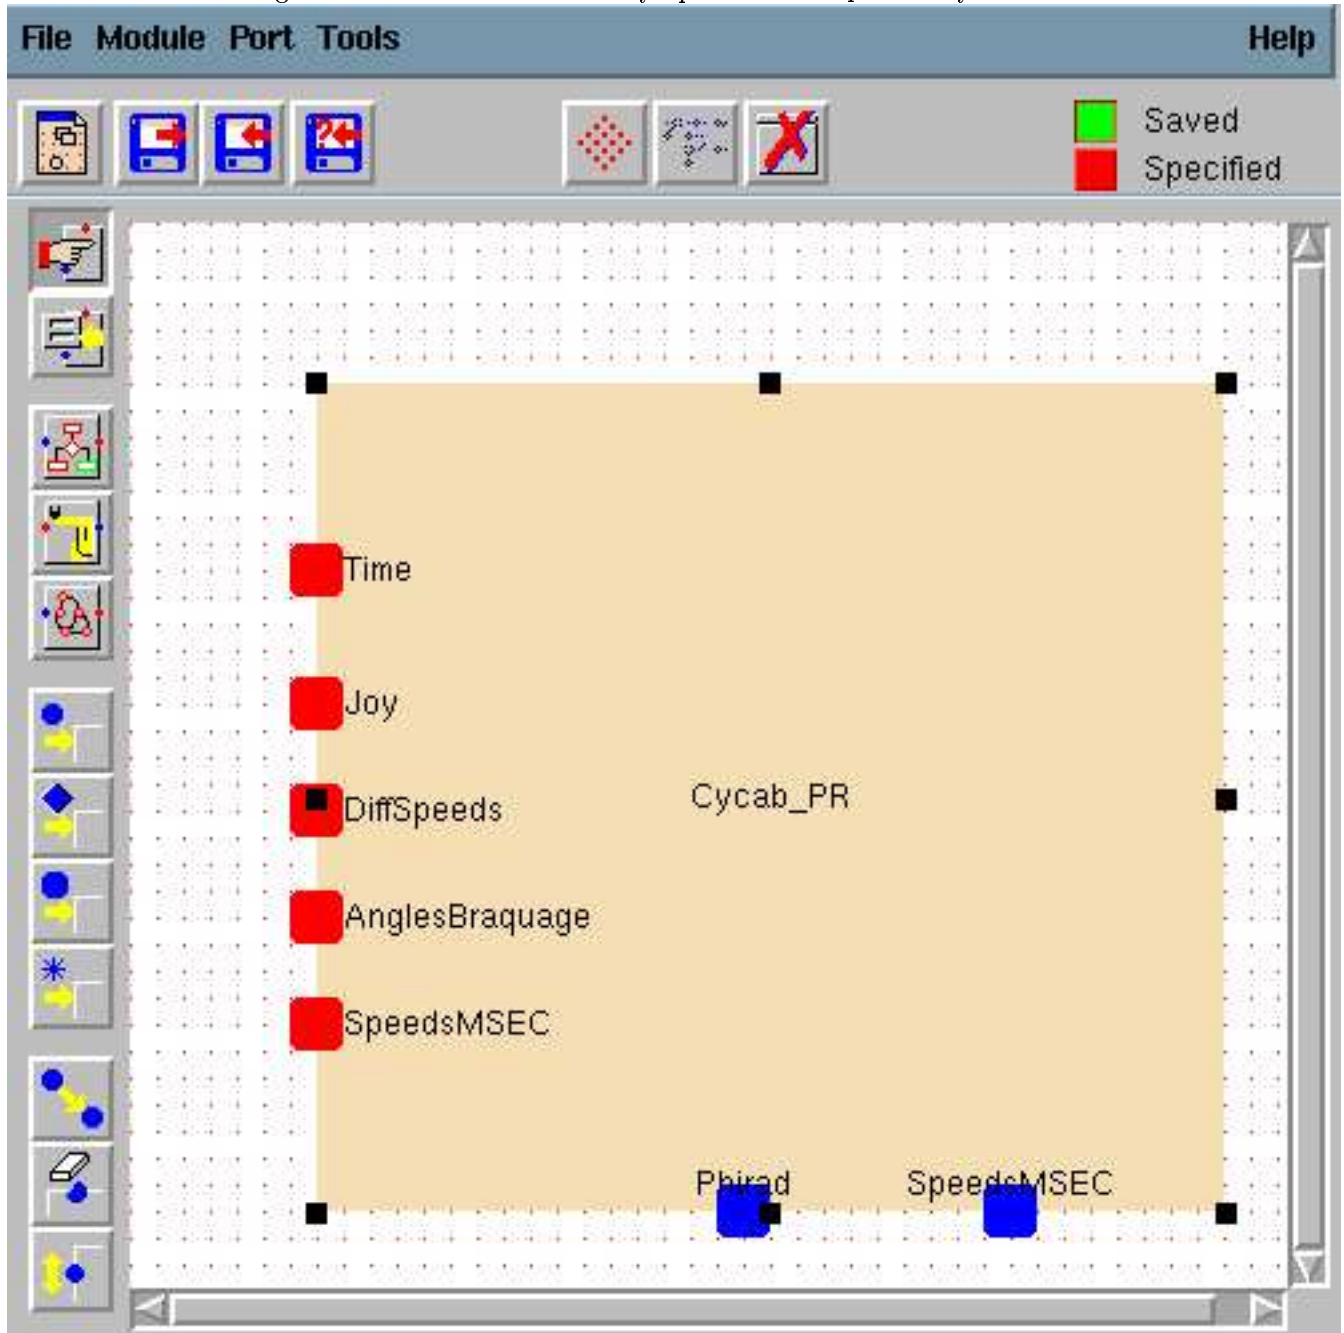 File Module Port Tools Help
Saved
Specified
Time
Joy
DiffSpeeds
Cycab_PR
AnglesBraquage
SpeedsMSEC
Phirad SpeedsMSEC